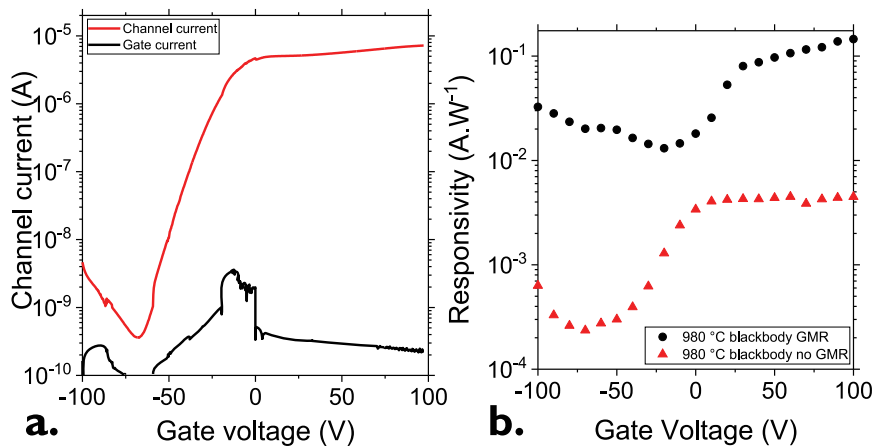 Channel current
Gate current
Channel current (A)
10⁻⁵
10⁻⁶
10⁻⁷
10⁻⁸
10⁻⁹
10⁻¹⁰
-100
-50
0
50
100
Gate voltage (V)
a.
Responsivity (A.W⁻¹)
10⁻¹
10⁻²
10⁻³
10⁻⁴
980 °C blackbody GMR
980 °C blackbody no GMR
-100
-50
0
50
100
Gate Voltage (V)
b.